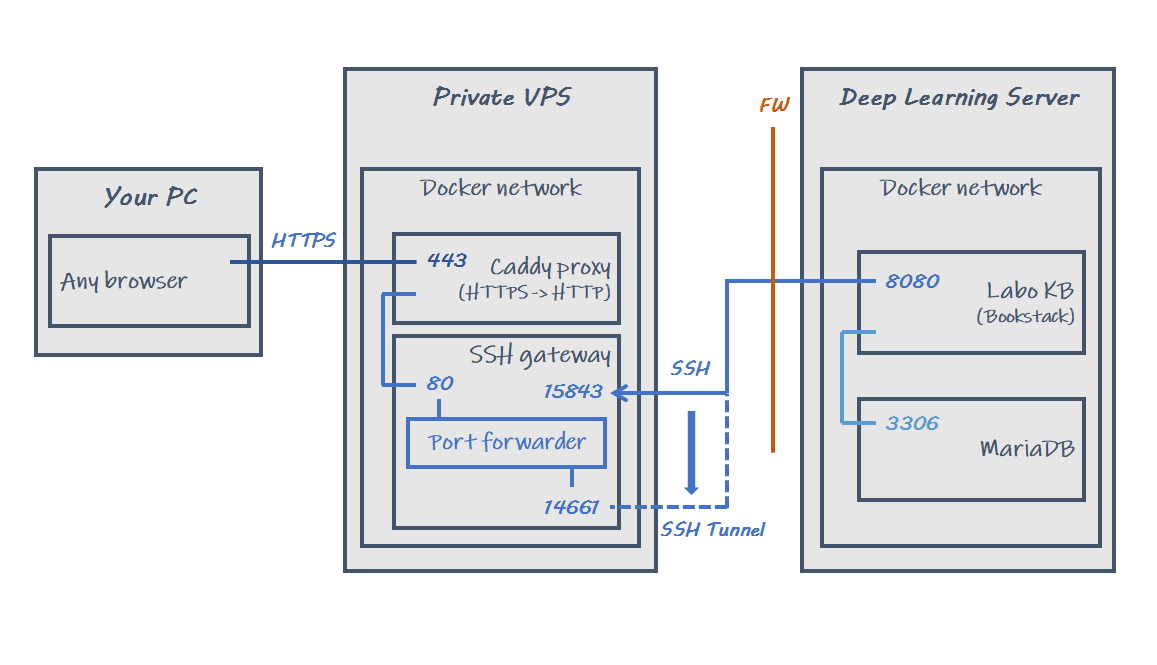 Your PC
Any browser
HTTPS
Private VPS
Docker network
443
Caddy proxy
(HTTPS -> HTTP)
SSH gateway
80
15843
Port forwarder
14661
SSH
SSH Tunnel
FW
Deep Learning Server
Docker network
8080
Labo KB
(Bookstack)
3306
MariaDB